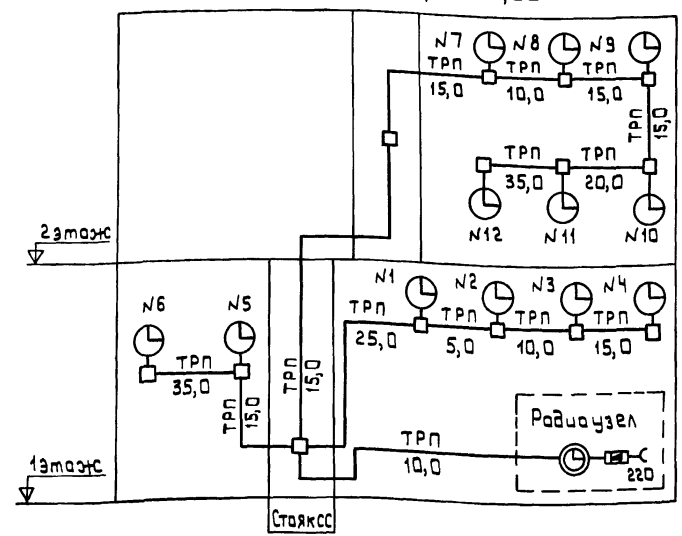 N7 N8 N9
ТРП ТРП ТРП
15,0 10,0 15,0
ТРП
15,0
ТРП ТРП
35,0 20,0
N12 N11 N10
2этаж
N1 N2 N3 N4
ТРП ТРП ТРП ТРП
25,0 5,0 10,0 15,0
N6 N5
ТРП
35,0
ТРП
15,0
ТРП
15,0
Радиоузел
ТРП
10,0
220
1этаж
Стояк СС